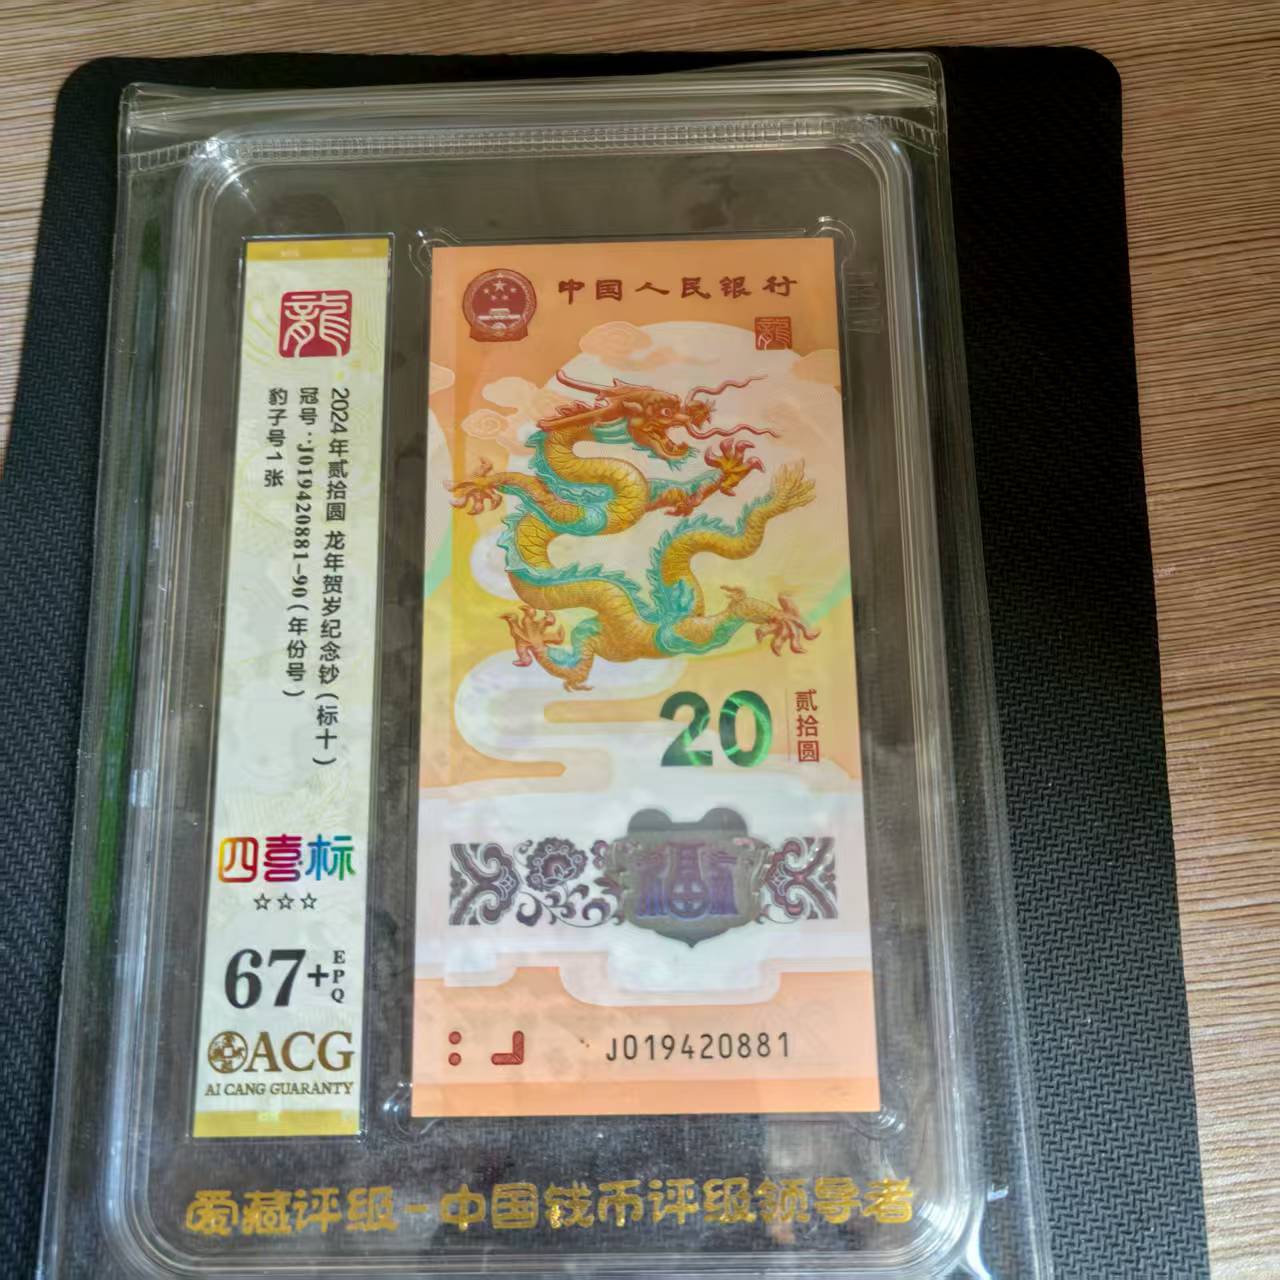 龍
2024年贰拾圆 龙年贺岁纪念钞(标十)
冠号:J019420881-90(年份号)
豹子号1张
四喜标
☆☆☆
67+EPQ
ACG
AI CANG GUARANTY
中国人民银行
龍
20
贰拾圆
福
J019420881
爱藏评级-中国钱币评级领导者